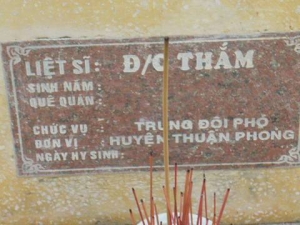 LIỆT SĨ : Đ/C THẮM
SINH NĂM :
QUÊ QUÁN :
CHỨC VỤ : TRUNG ĐỘI PHÓ
ĐƠN VỊ : HUYỆN THUẬN PHONG
NGÀY HY SINH :